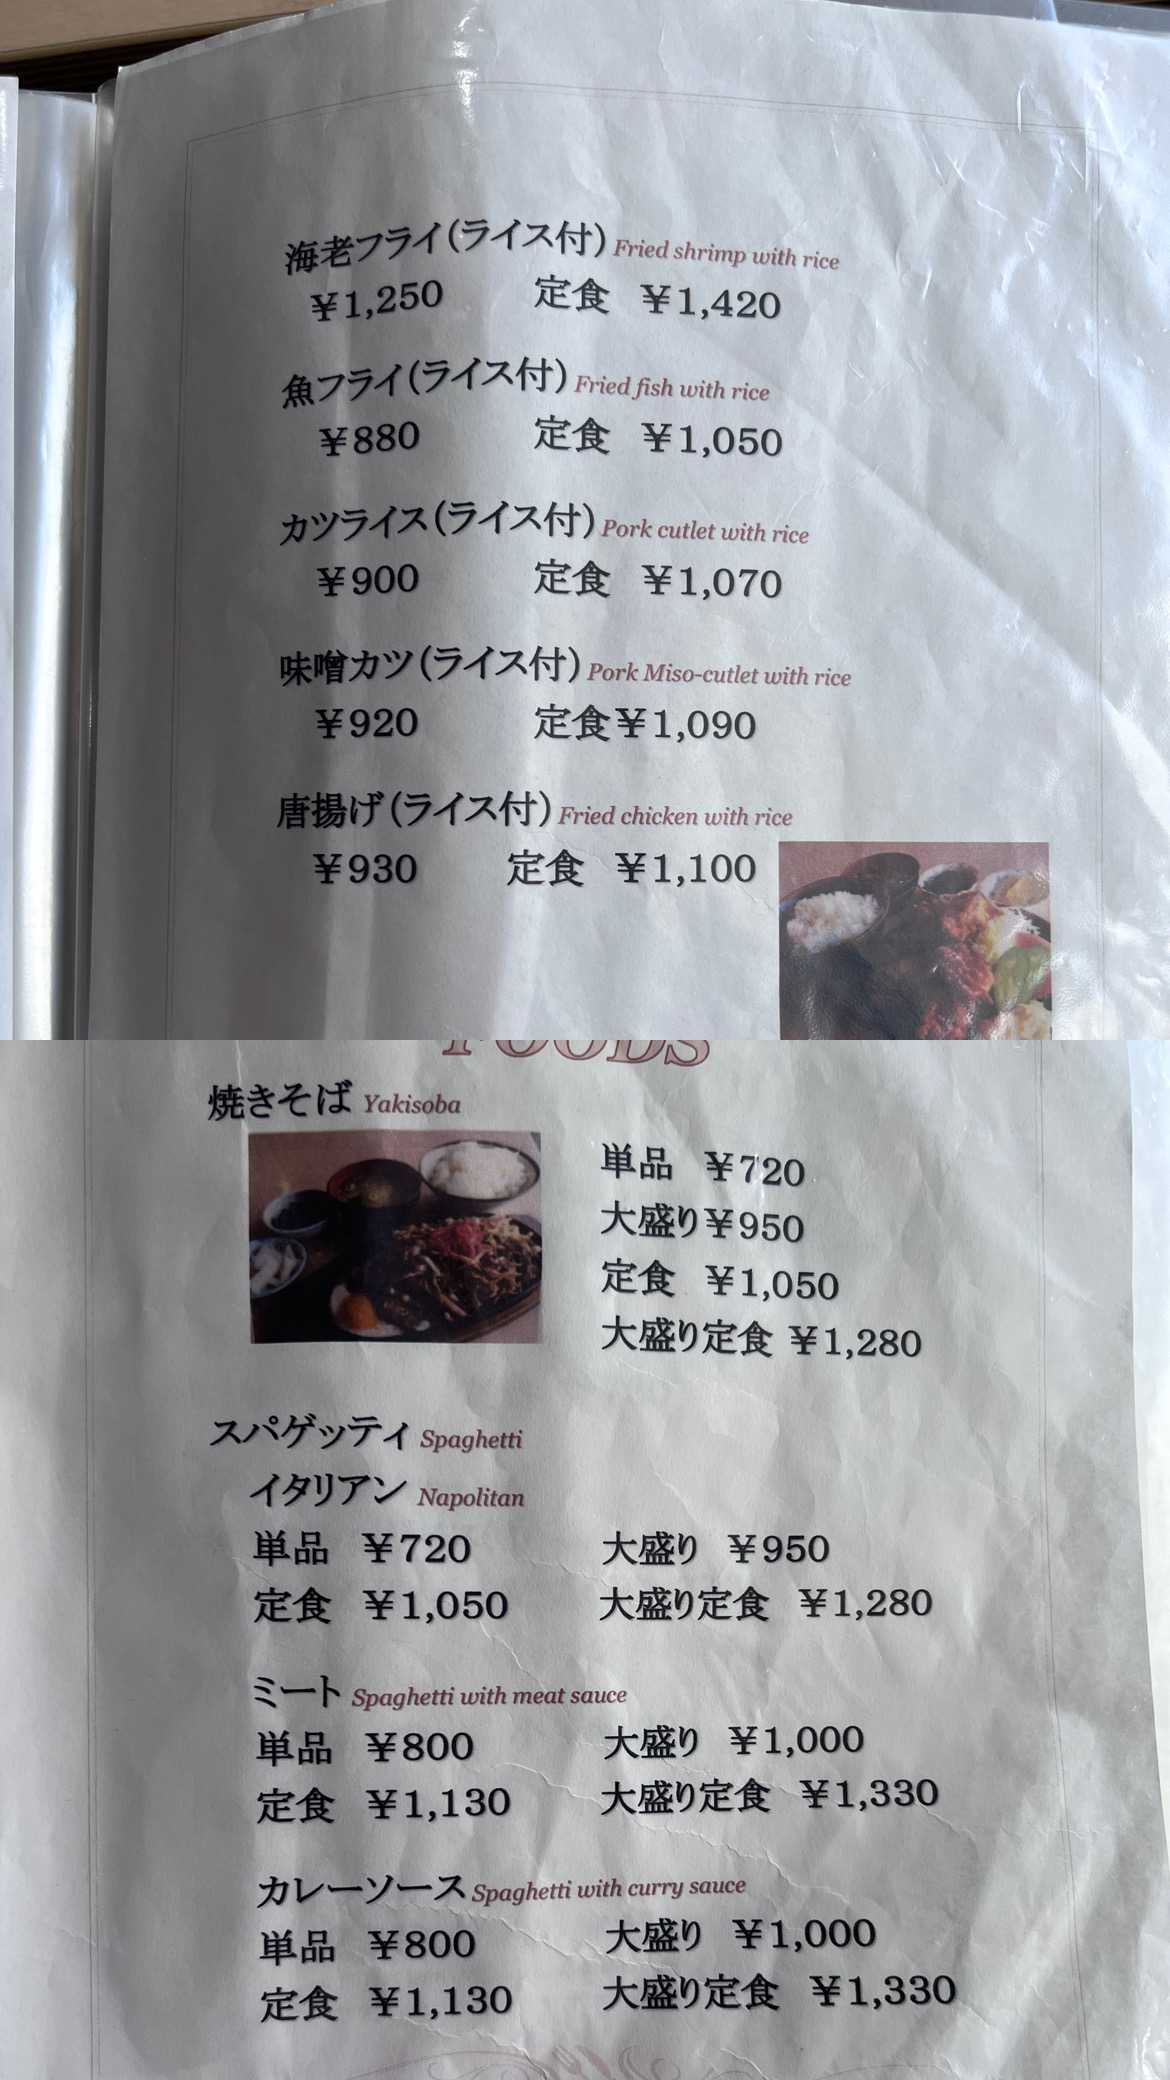 海老フライ(ライス付) Fried shrimp with rice
¥1,250 定食 ¥1,420
魚フライ(ライス付) Fried fish with rice
¥880 定食 ¥1,050
カツライス(ライス付) Pork cutlet with rice
¥900 定食 ¥1,070
味噌カツ(ライス付) Pork Miso-cutlet with rice
¥920 定食¥1,090
唐揚げ(ライス付) Fried chicken with rice
¥930 定食 ¥1,100
FOODS
焼きそば Yakisoba
単品 ¥720
大盛り¥950
定食 ¥1,050
大盛り定食 ¥1,280
スパゲッティ Spaghetti
イタリアン Napolitan
単品 ¥720 大盛り ¥950
定食 ¥1,050 大盛り定食 ¥1,280
ミート Spaghetti with meat sauce
単品 ¥800 大盛り ¥1,000
定食 ¥1,130 大盛り定食 ¥1,330
カレーソース Spaghetti with curry sauce
単品 ¥800 大盛り ¥1,000
定食 ¥1,130 大盛り定食 ¥1,330